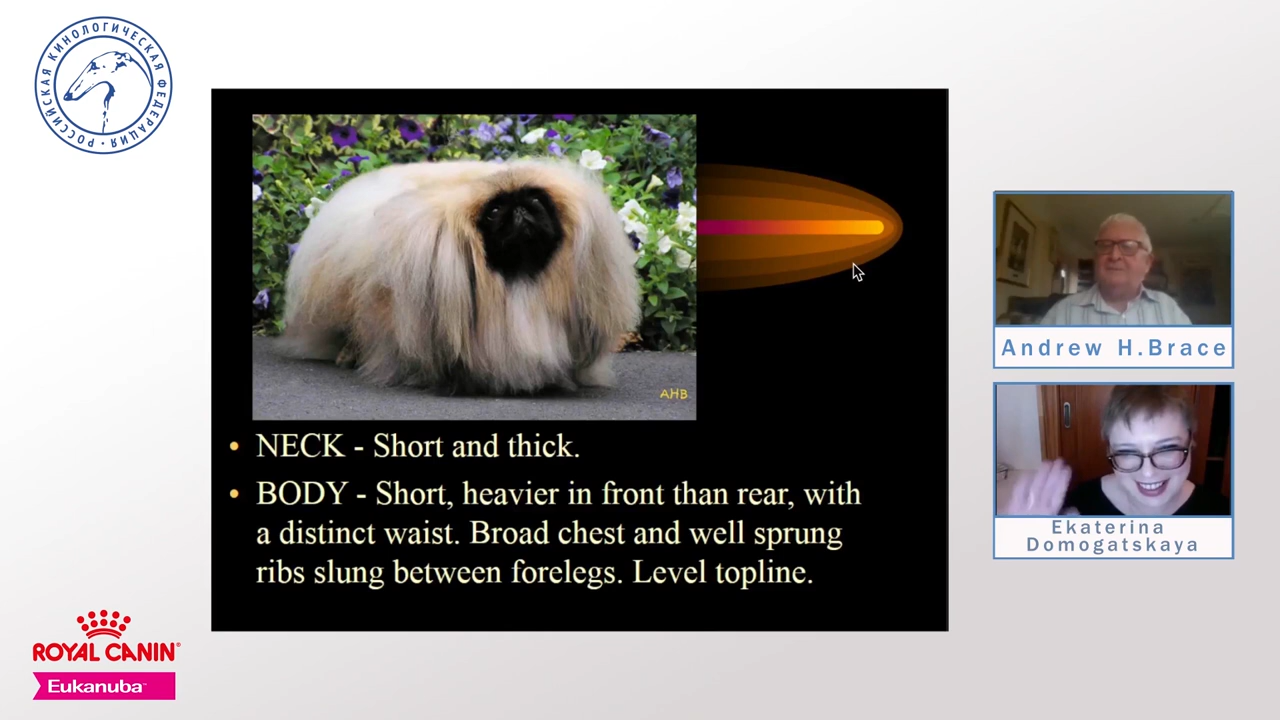 РОССИЙСКАЯ КИНОЛОГИЧЕСКАЯ ФЕДЕРАЦИЯ
AHB
• NECK - Short and thick.
• BODY - Short, heavier in front than rear, with
a distinct waist. Broad chest and well sprung
ribs slung between forelegs. Level topline.
Andrew H.Brace
Ekaterina
Domogatskaya
ROYAL CANIN®
Eukanuba™